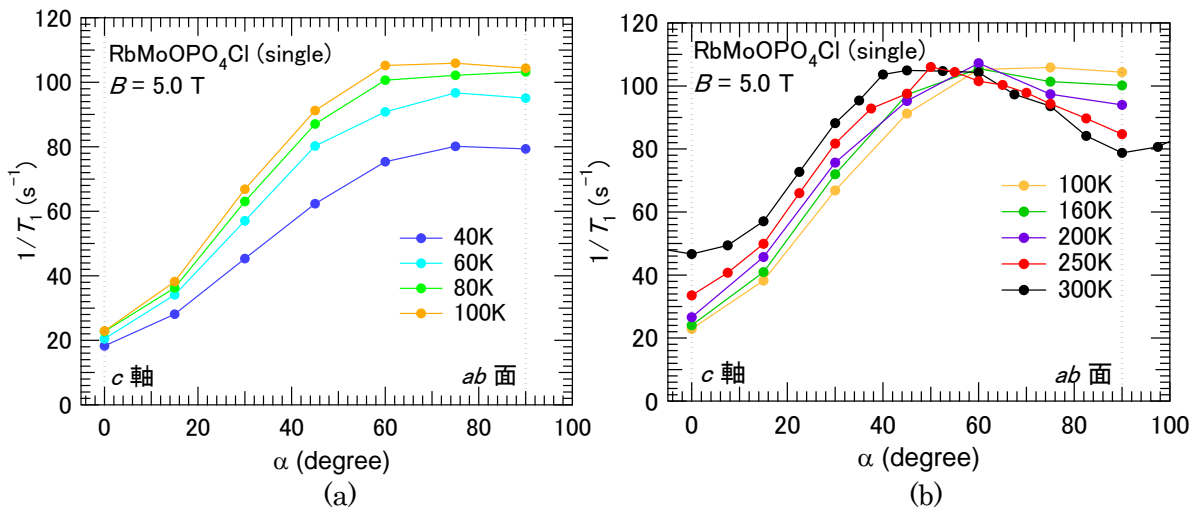 RbMoOPO₄Cl (single)
B = 5.0 T
40K
60K
80K
100K
c 軸
ab 面
0
20
40
60
80
100
120
1/T₁ (s⁻¹)
0
20
40
60
80
100
α (degree)
(a)
RbMoOPO₄Cl (single)
B = 5.0 T
100K
160K
200K
250K
300K
c 軸
ab 面
0
20
40
60
80
100
120
1/T₁ (s⁻¹)
0
20
40
60
80
100
α (degree)
(b)